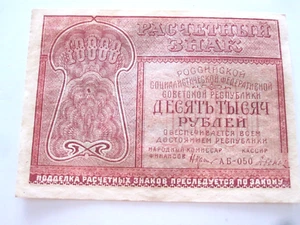 РАСЧЕТНЫЙ
ЗНАК
10000
РОССИЙСКОЙ
СОЦИАЛИСТИЧЕСКОЙ ФЕДЕРАТИВНОЙ
СОВЕТСКОЙ РЕСПУБЛИКИ
ДЕСЯТЬ ТЫСЯЧ
РУБЛЕЙ
ОБЕСПЕЧИВАЕТСЯ ВСЕМ
ДОСТОЯНИЕМ РЕСПУБЛИКИ
НАРОДНЫЙ КОМИССАР КАССИР
ФИНАНСОВ АБ-050
ПОДДЕЛКА РАСЧЕТНЫХ ЗНАКОВ ПРЕСЛЕДУЕТСЯ ПО ЗАКОНУ.